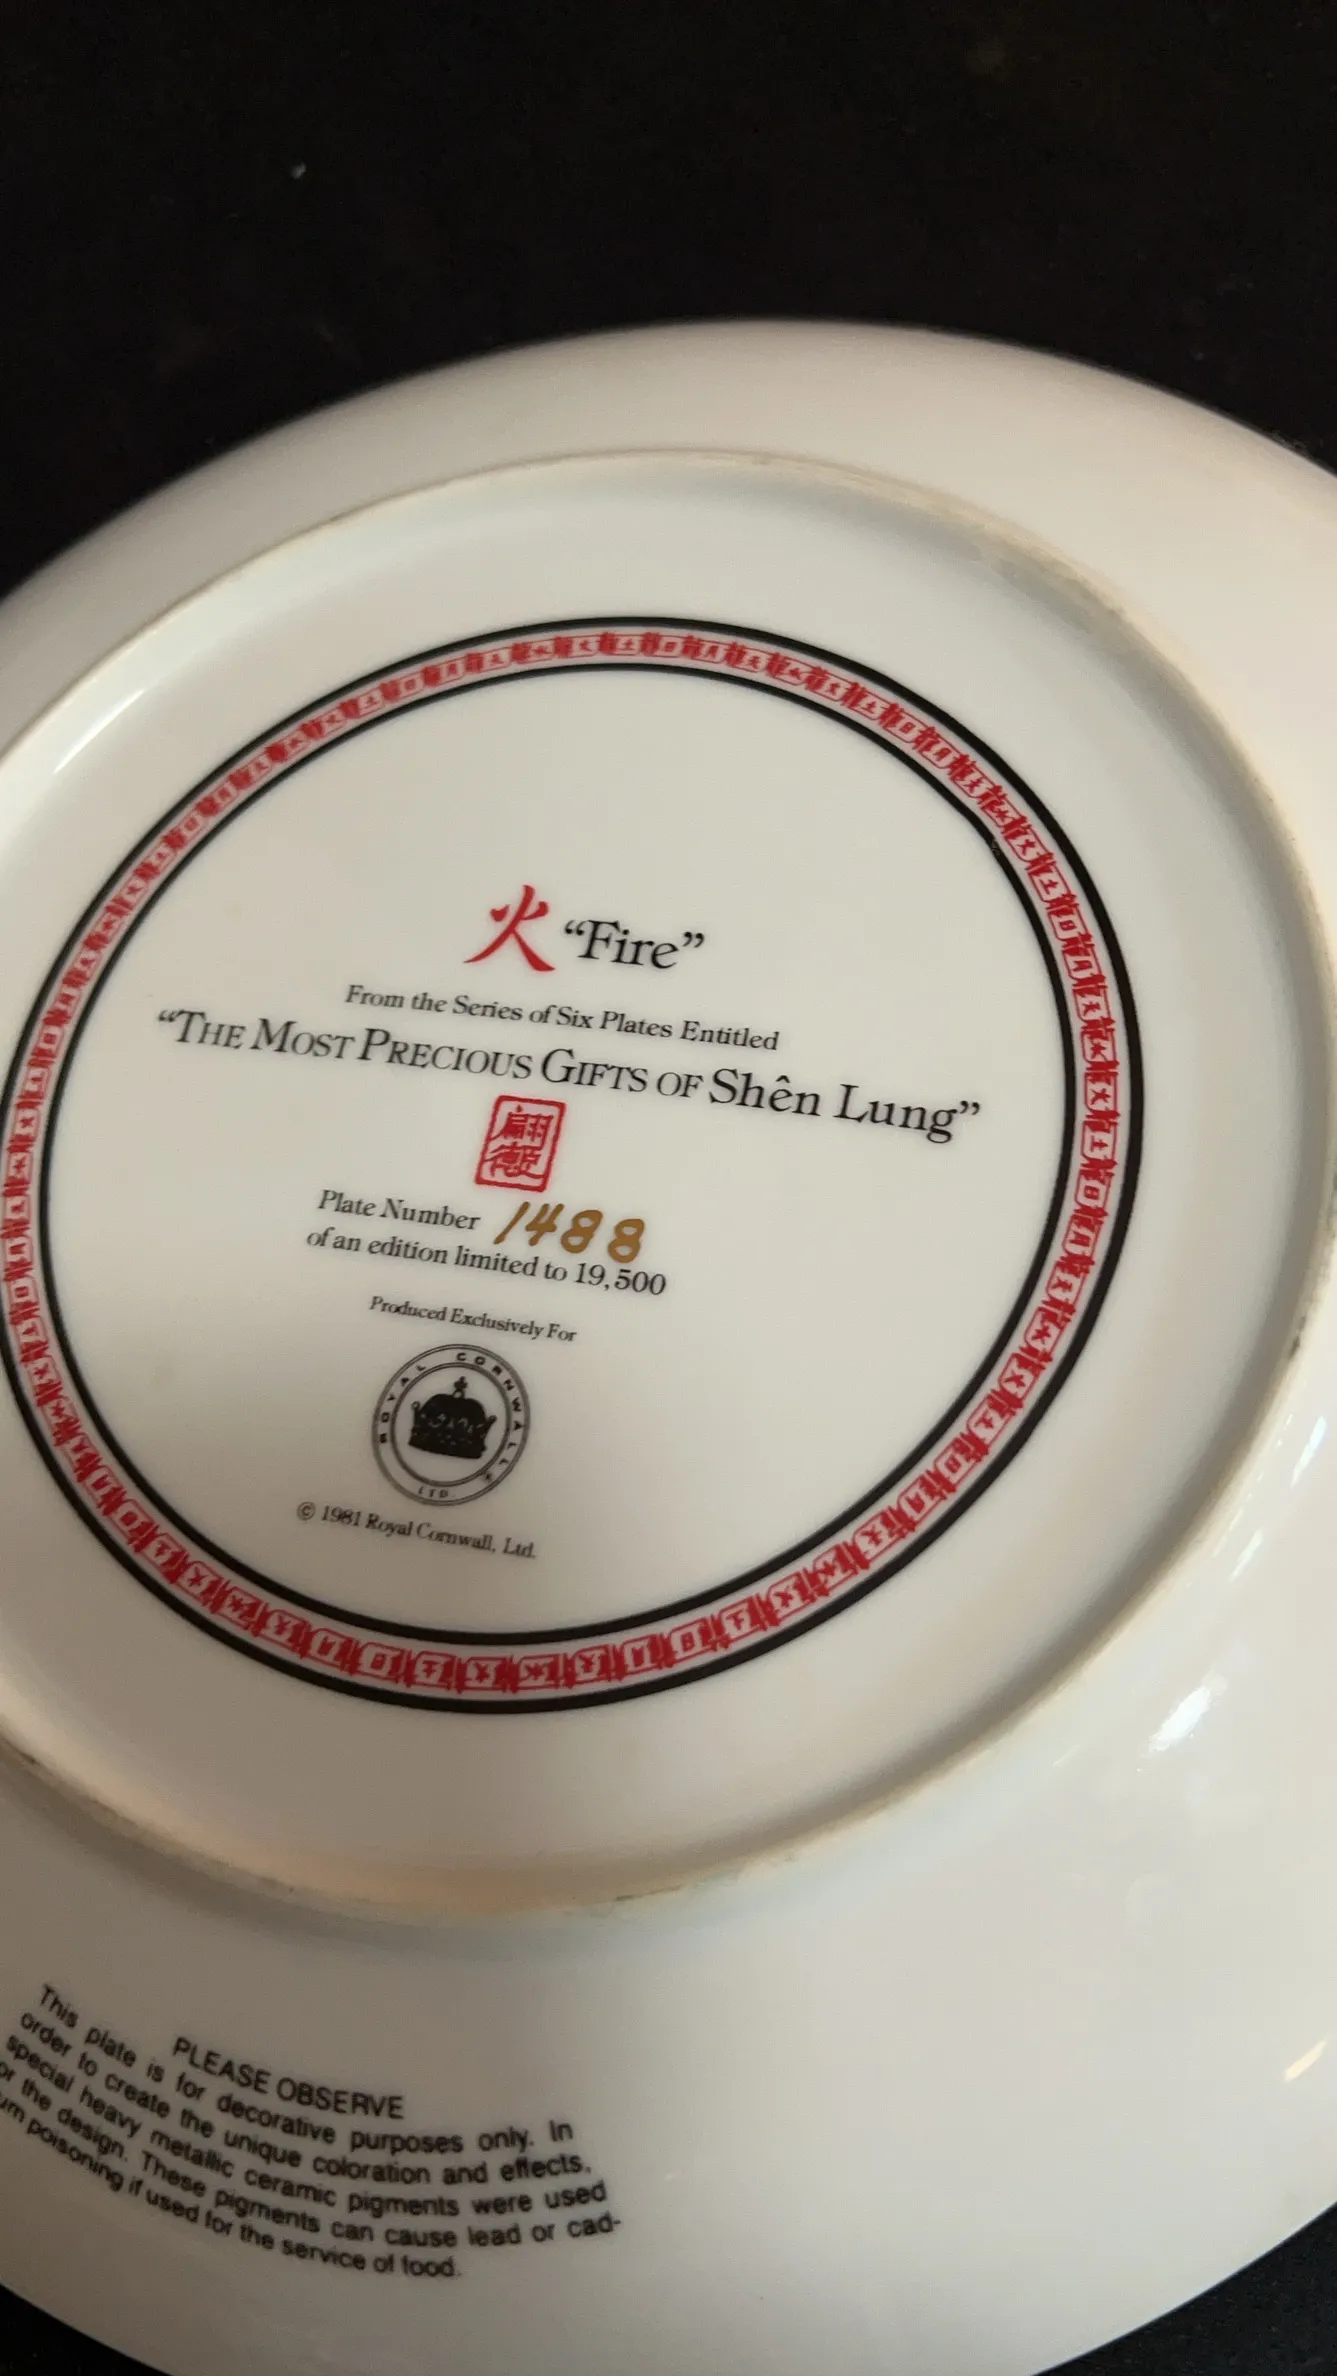 火 “Fire”
From the Series of Six Plates Entitled
“THE MOST PRECIOUS GIFTS OF Shên Lung”
Plate Number 1488
of an edition limited to 19,500
Produced Exclusively For
ROYAL CORNWALL®
LTD.
© 1981 Royal Cornwall, Ltd.
PLEASE OBSERVE
This plate is for decorative purposes only. In
order to create the unique coloration and effects,
special heavy metallic ceramic pigments were used
the design. These pigments can cause lead or cad-
poisoning if used for the service of food.